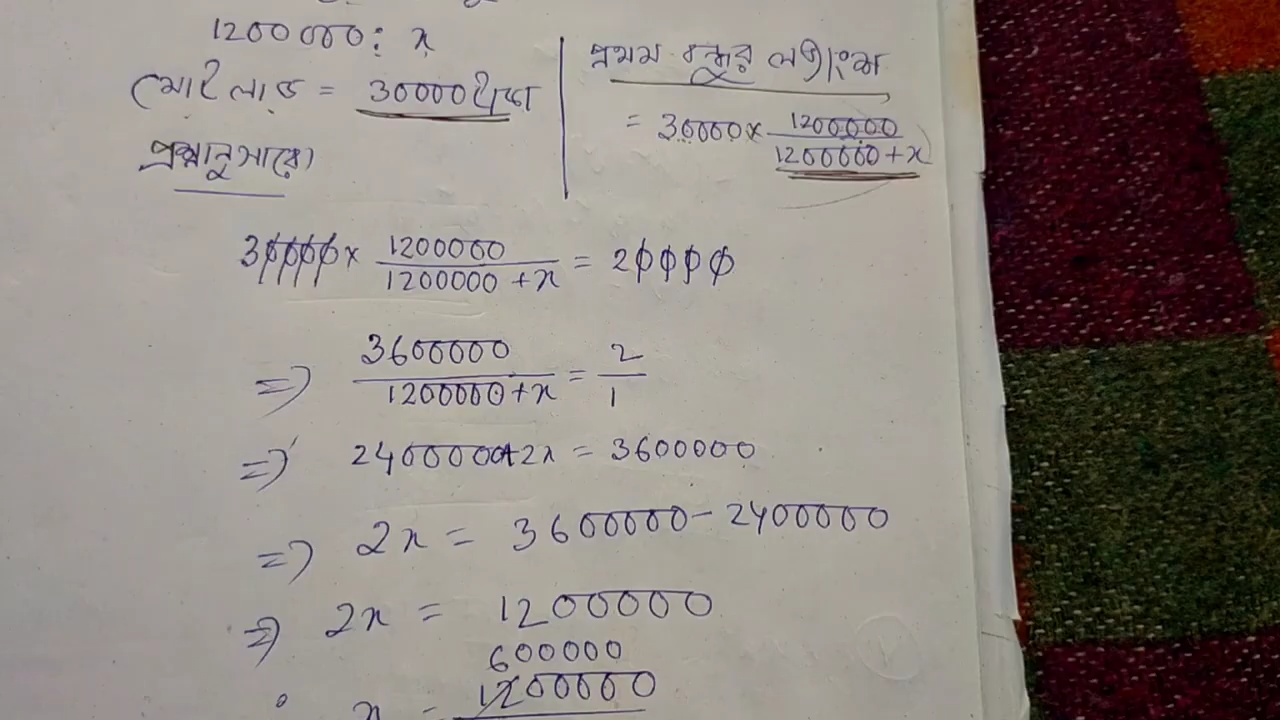 1200000 : x
মোট লাভ = 30000 টাকা
প্রশ্নানুসারে,
প্রথম বন্ধুর লভ্যাংশ
= 30000 × 1200000 / 1200000 + x
30000 × 1200000 / 1200000 + x = 20000
⇒ 3600000 / 1200000 + x = 2 / 1
⇒ 2400000 + 2x = 3600000
⇒ 2x = 3600000 - 2400000
⇒ 2x = 1200000
600000
x = 1200000